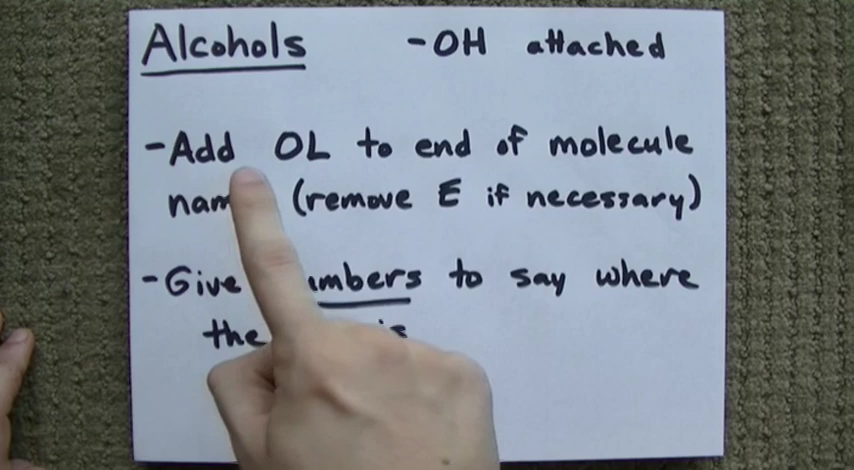 Alcohols -OH attached
-Add OL to end of molecule
(remove E if necessary)
-Give to say where
the